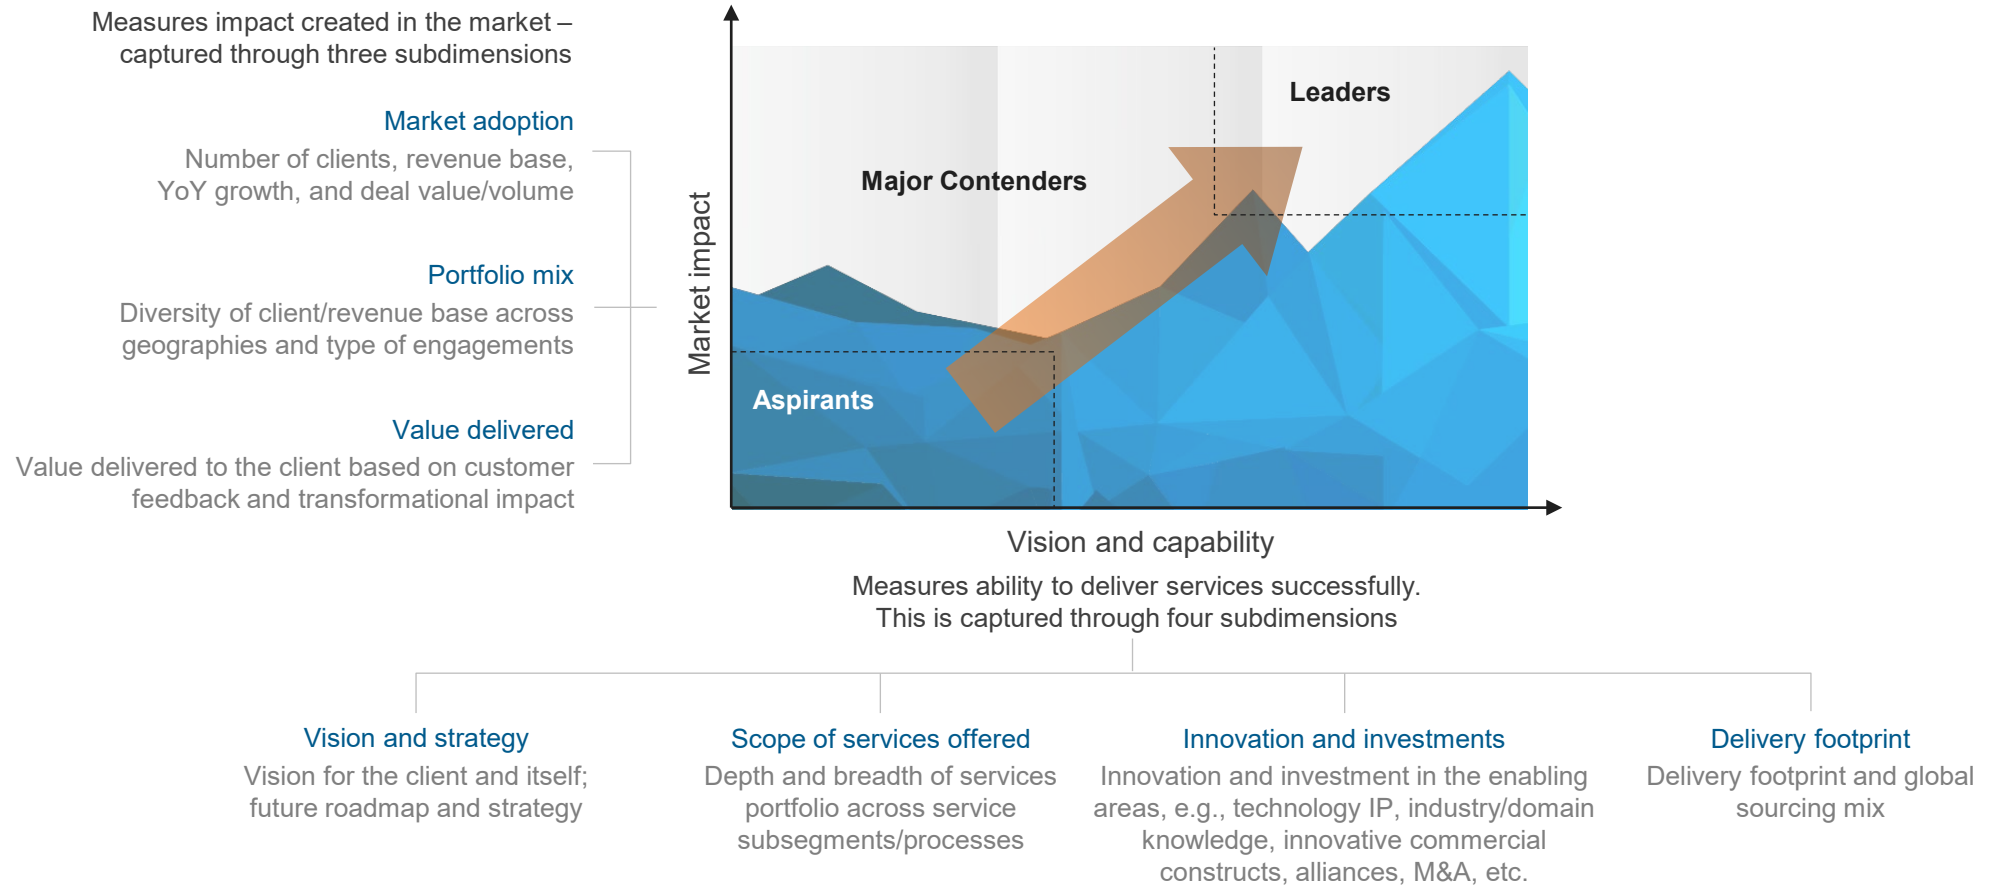 Measures impact created in the market –
captured through three subdimensions
Market adoption
Number of clients, revenue base,
YoY growth, and deal value/volume
Portfolio mix
Diversity of client/revenue base across
geographies and type of engagements
Value delivered
Value delivered to the client based on customer
feedback and transformational impact
Market impact
Leaders
Major Contenders
Aspirants
Vision and capability
Measures ability to deliver services successfully.
This is captured through four subdimensions
Vision and strategy
Vision for the client and itself;
future roadmap and strategy
Scope of services offered
Depth and breadth of services
portfolio across service
subsegments/processes
Innovation and investments
Innovation and investment in the enabling
areas, e.g., technology IP, industry/domain
knowledge, innovative commercial
constructs, alliances, M&A, etc.
Delivery footprint
Delivery footprint and global
sourcing mix